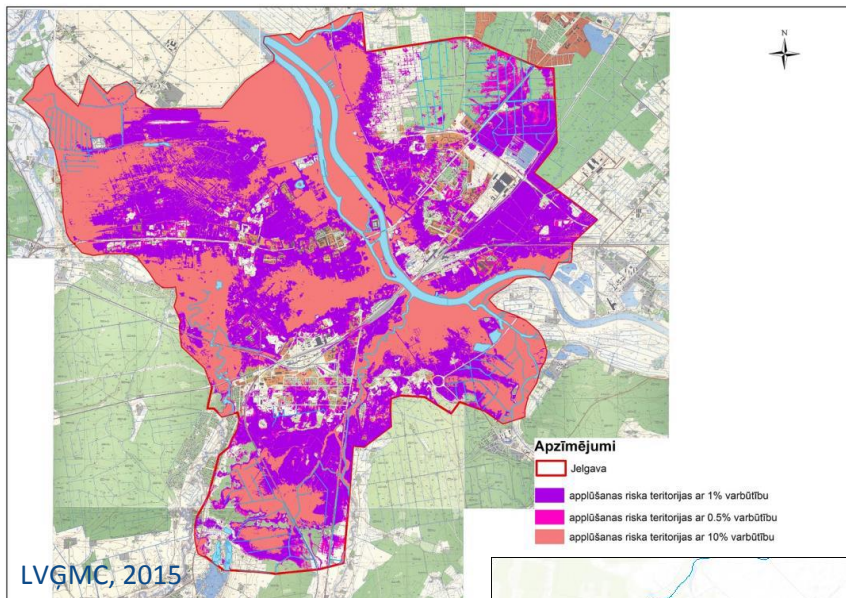 N
Apzīmējumi
Jelgava
applūšanas riska teritorijas ar 1% varbūtību
applūšanas riska teritorijas ar 0.5% varbūtību
applūšanas riska teritorijas ar 10% varbūtību
LVĢMC, 2015